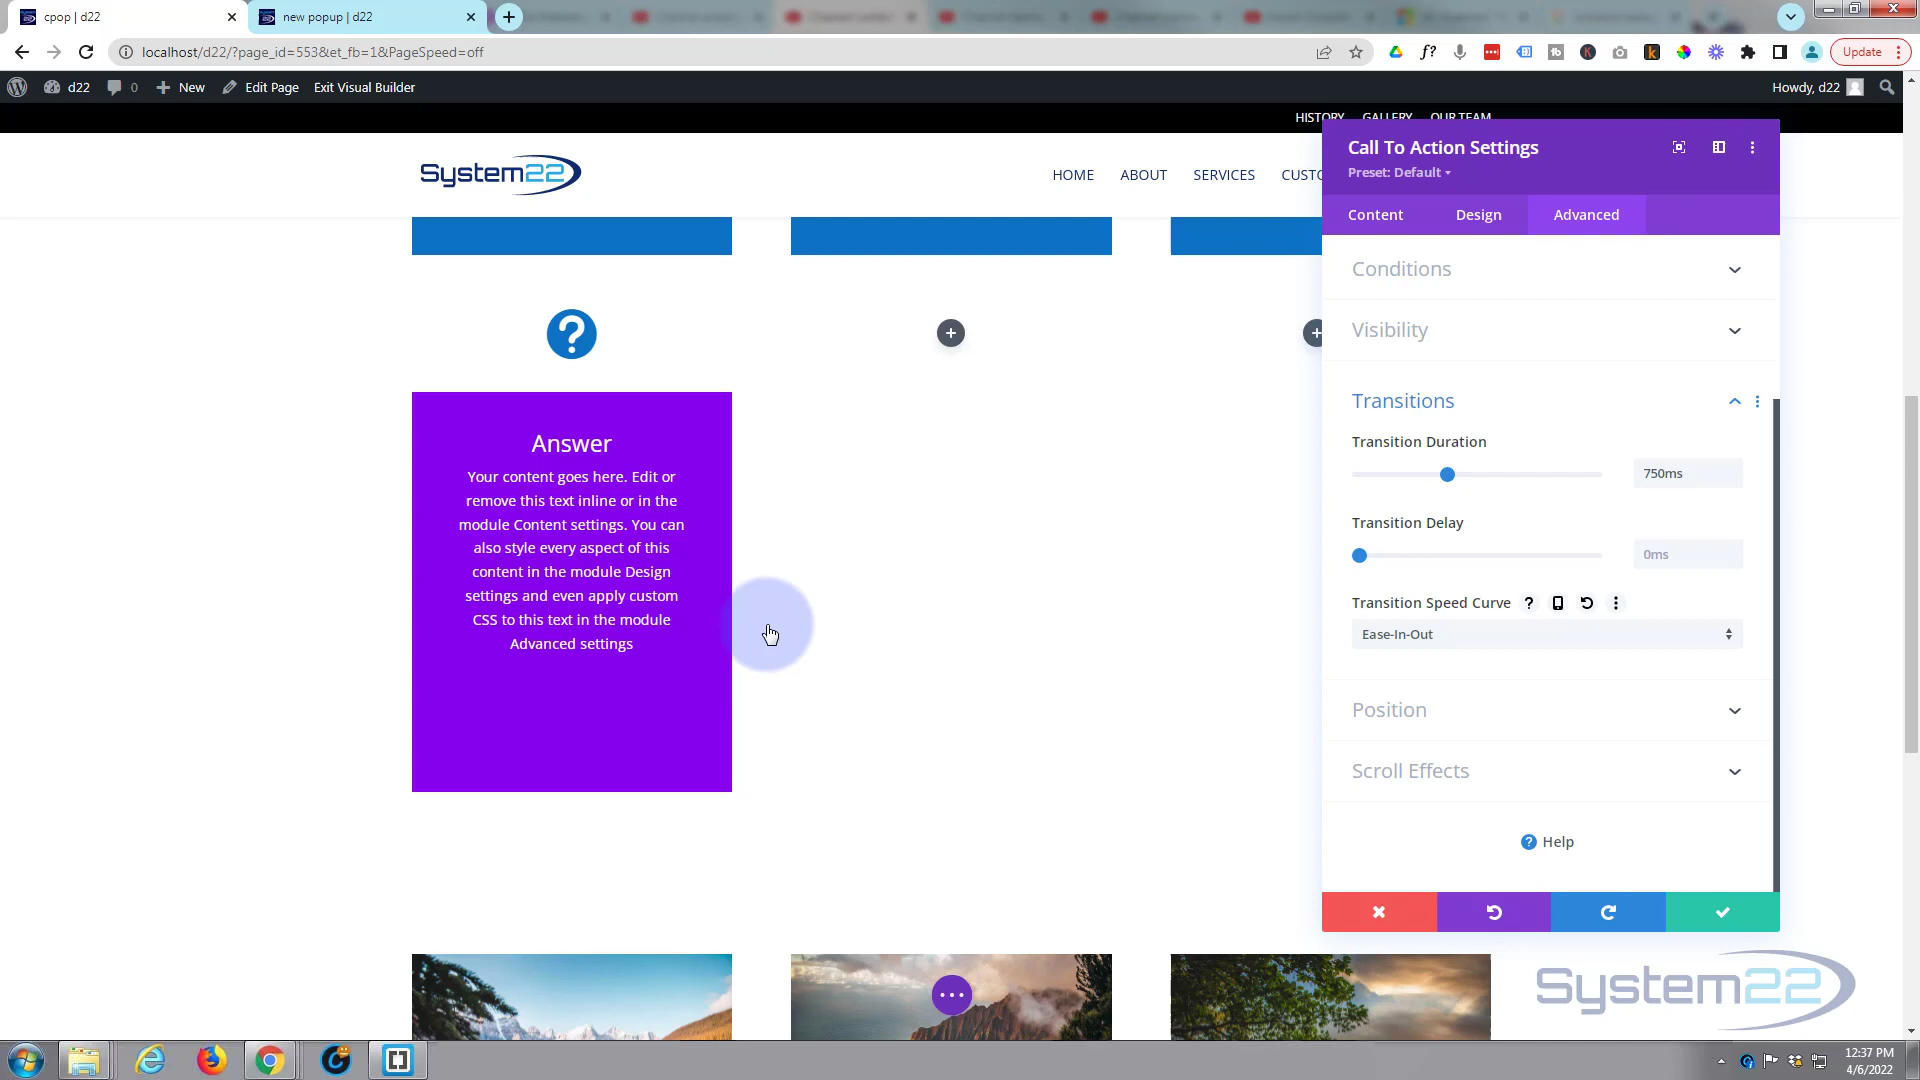 cpop | d22
new popup | d22
localhost/d22/?page_id=553&et_fb=1&PageSpeed=off
Update
d22
0
New
Edit Page
Exit Visual Builder
Howdy, d22
HISTORY GALLERY OUR TEAM
System22
HOME ABOUT SERVICES CUSTO
Call To Action Settings
Preset: Default
Content Design Advanced
Conditions
Visibility
Transitions
Transition Duration
750ms
Transition Delay
0ms
Transition Speed Curve
Ease-In-Out
Position
Scroll Effects
Help
Answer
Your content goes here. Edit or
remove this text inline or in the
module Content settings. You can
also style every aspect of this
content in the module Design
settings and even apply custom
CSS to this text in the module
Advanced settings
System22
12:37 PM
4/6/2022